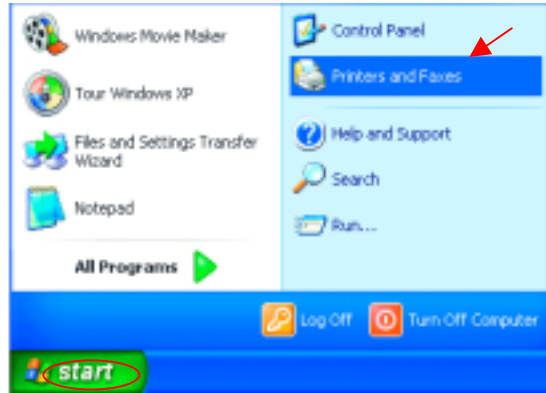 Windows Movie Maker
Tour Windows XP
Files and Settings Transfer
Wizard
Notepad
All Programs
Control Panel
Printers and Faxes
Help and Support
Search
Run...
Log Off
Turn Off Computer
start